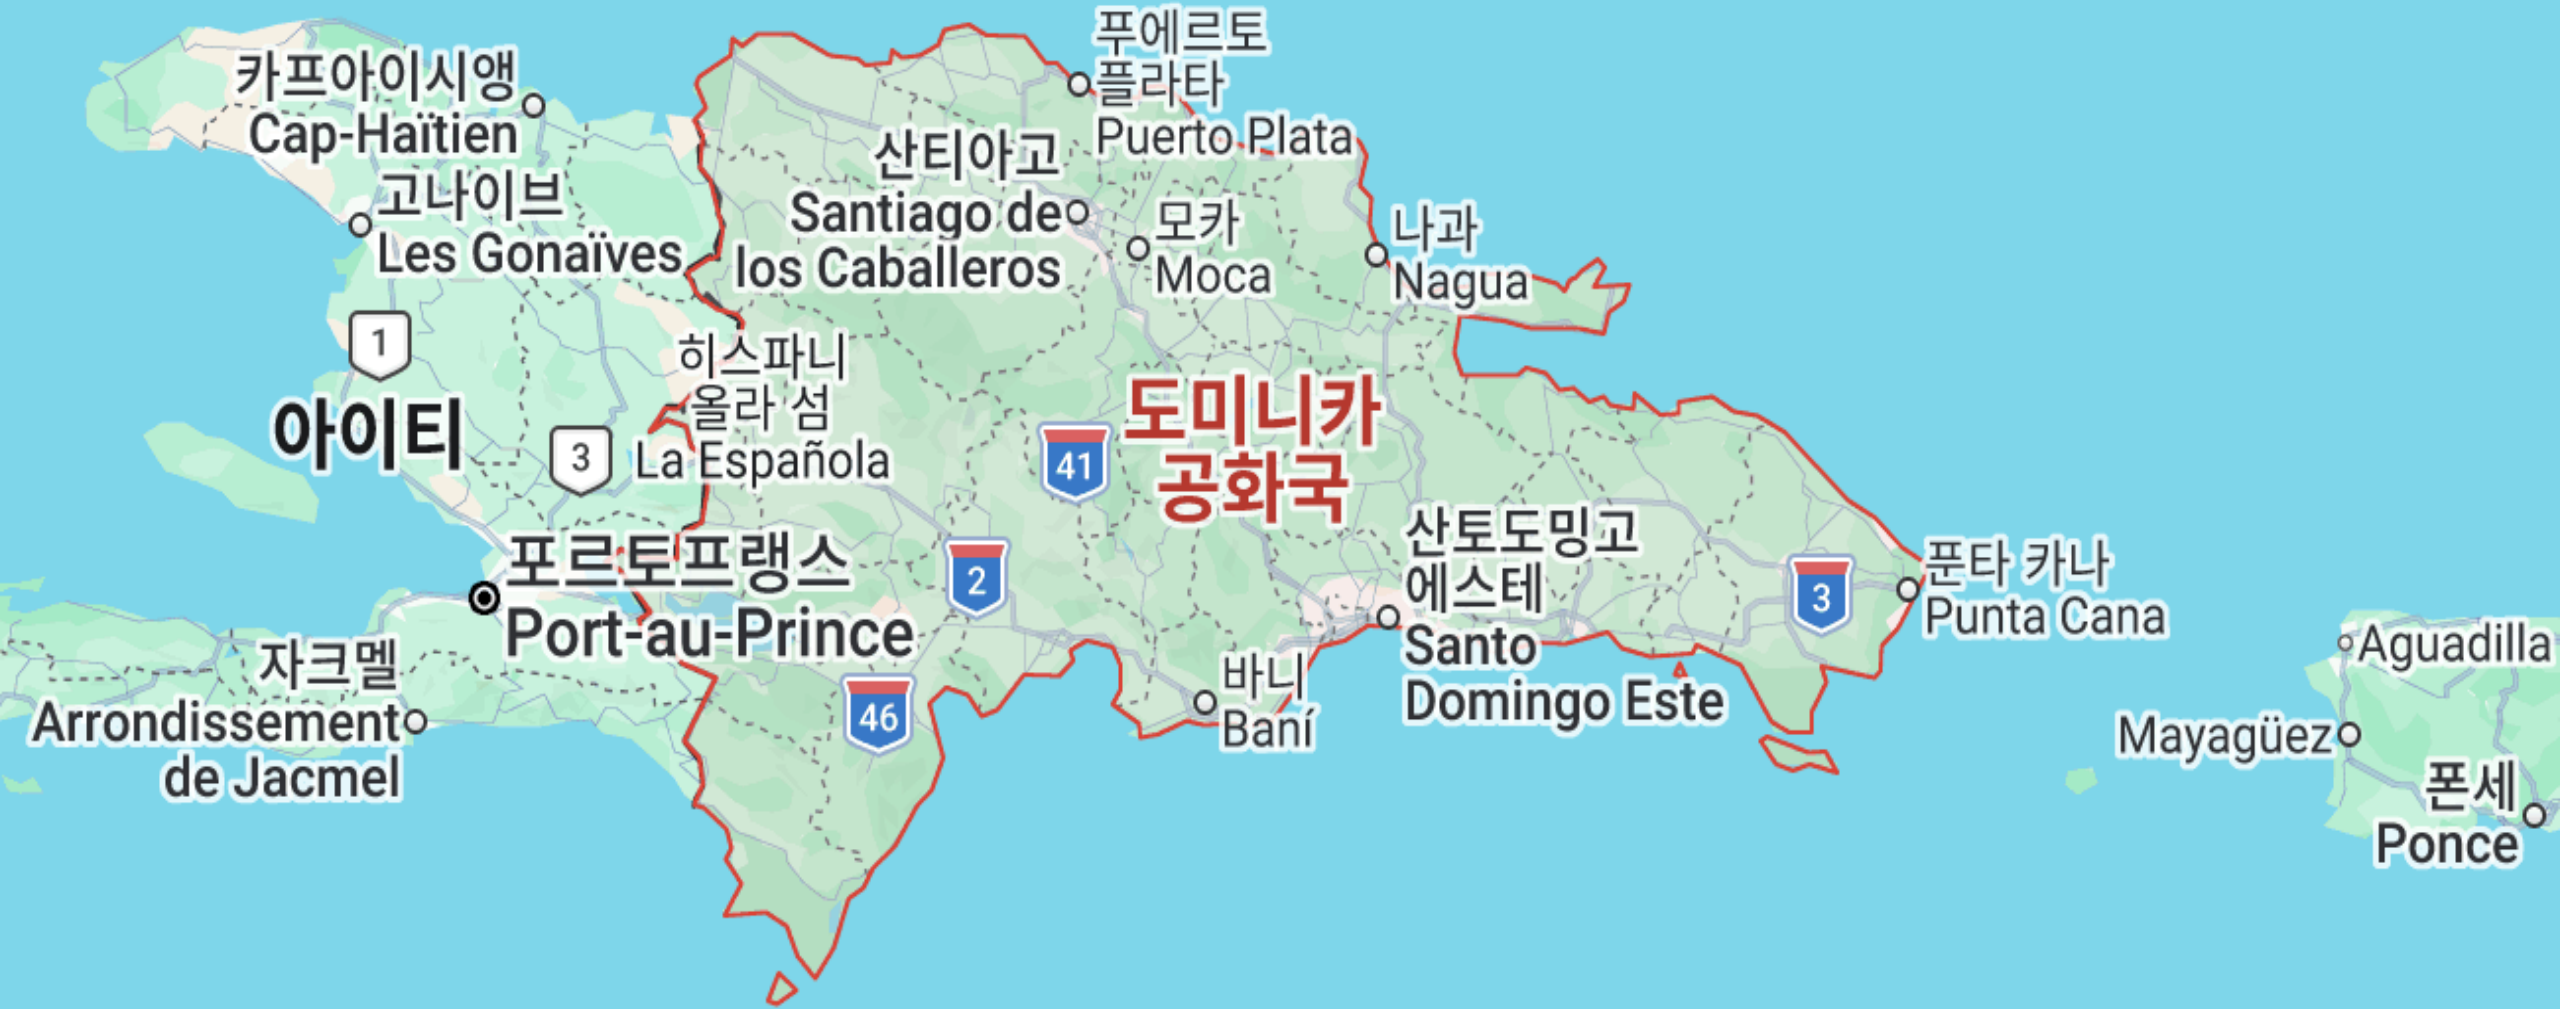 카프아이시앵
Cap-Haïtien
고나이브
Les Gonaïves
1
아이티
3
히스파니
올라 섬
La Española
포르토프랭스
Port-au-Prince
자크멜
Arrondissement
de Jacmel
푸에르토
플라타
Puerto Plata
산티아고
Santiago de
los Caballeros
모카
Moca
나과
Nagua
41
도미니카
공화국
2
46
산토도밍고
에스테
Santo
Domingo Este
바니
Baní
3
푼타 카나
Punta Cana
Aguadilla
Mayagüez
폰세
Ponce